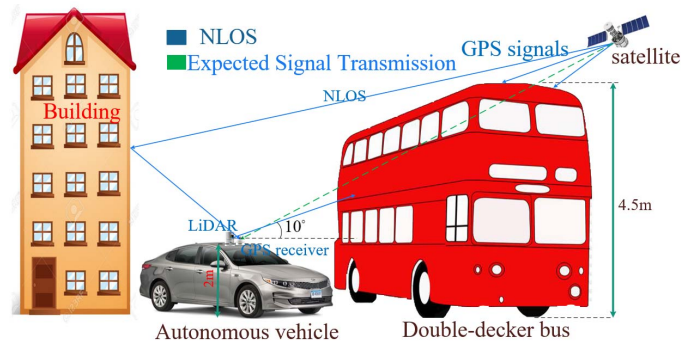 NLOS
Expected Signal Transmission
GPS signals
satellite
NLOS
Building
4.5m
LiDAR
10°
GPS receiver
2m
Autonomous vehicle
Double-decker bus